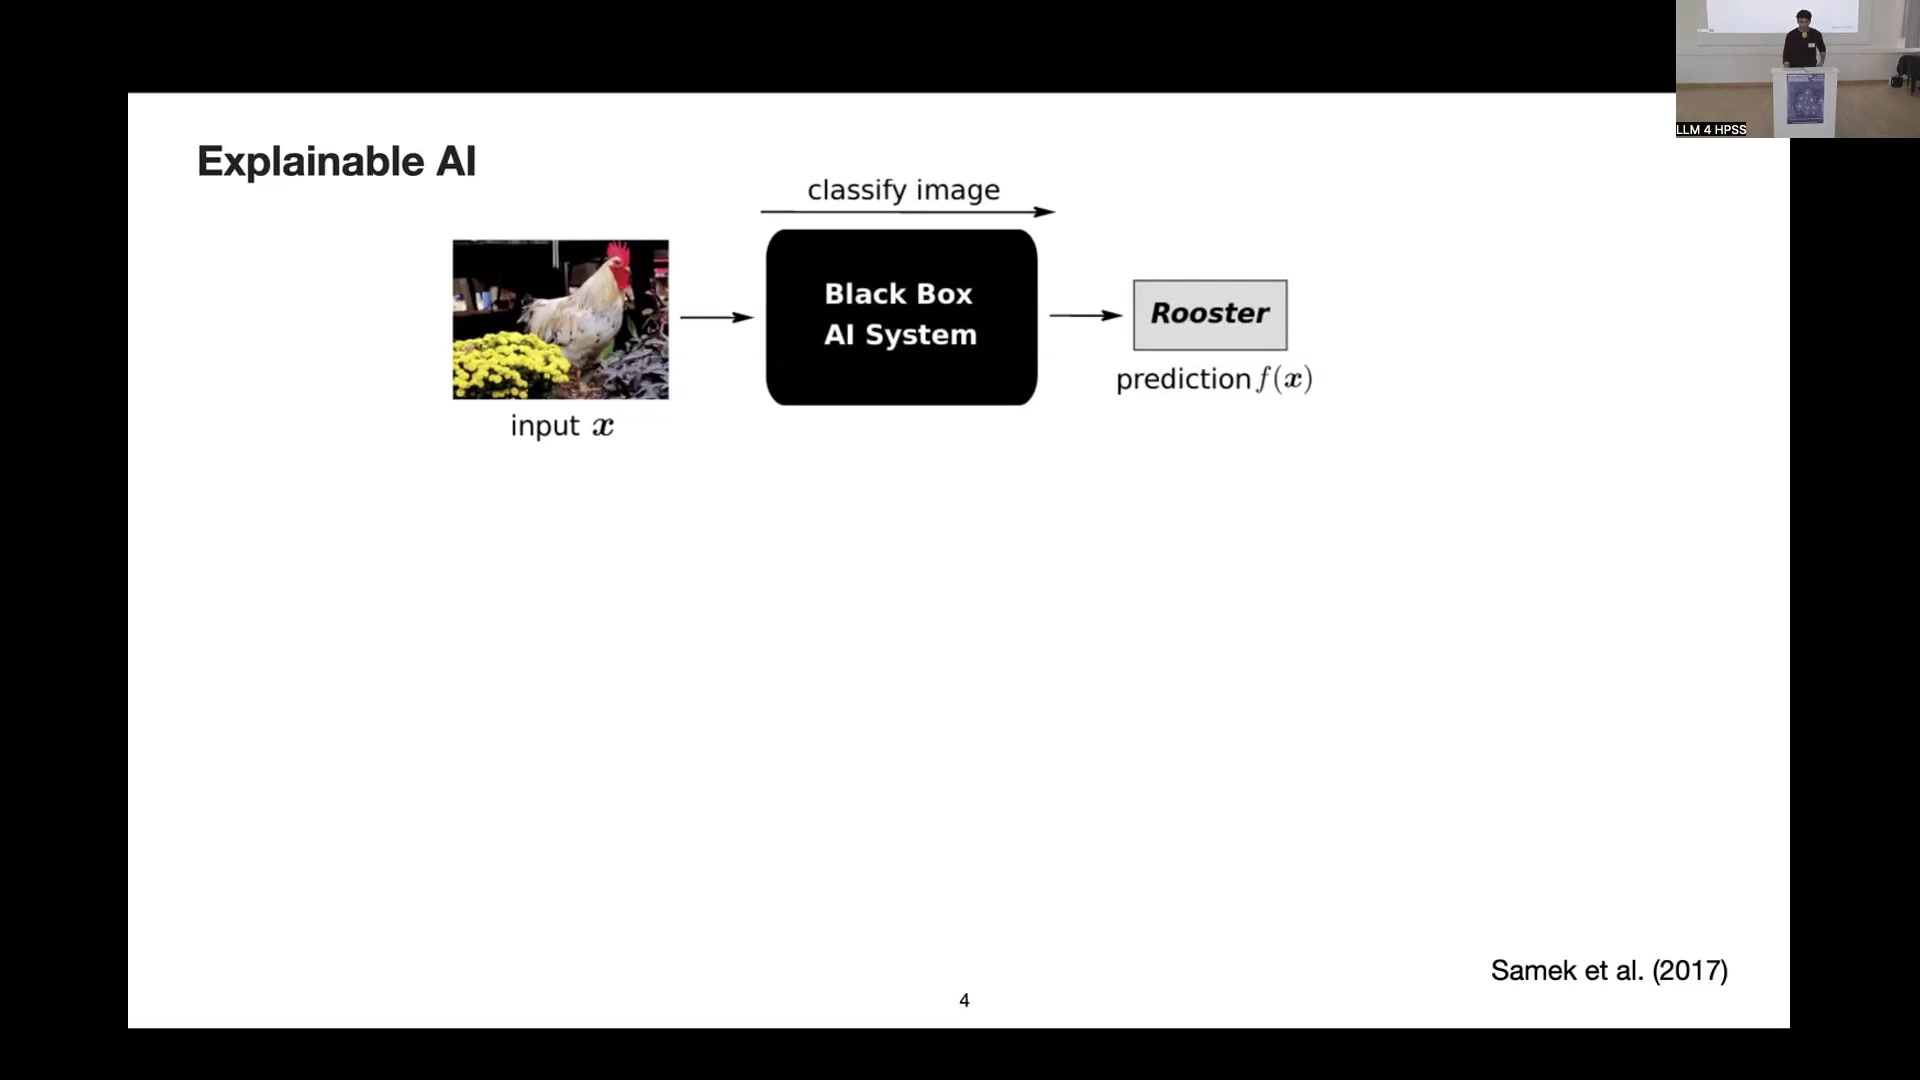 LLM 4 HPSS
Explainable AI
classify image
Black Box
AI System
Rooster
prediction f(x)
input x
Samek et al. (2017)
4